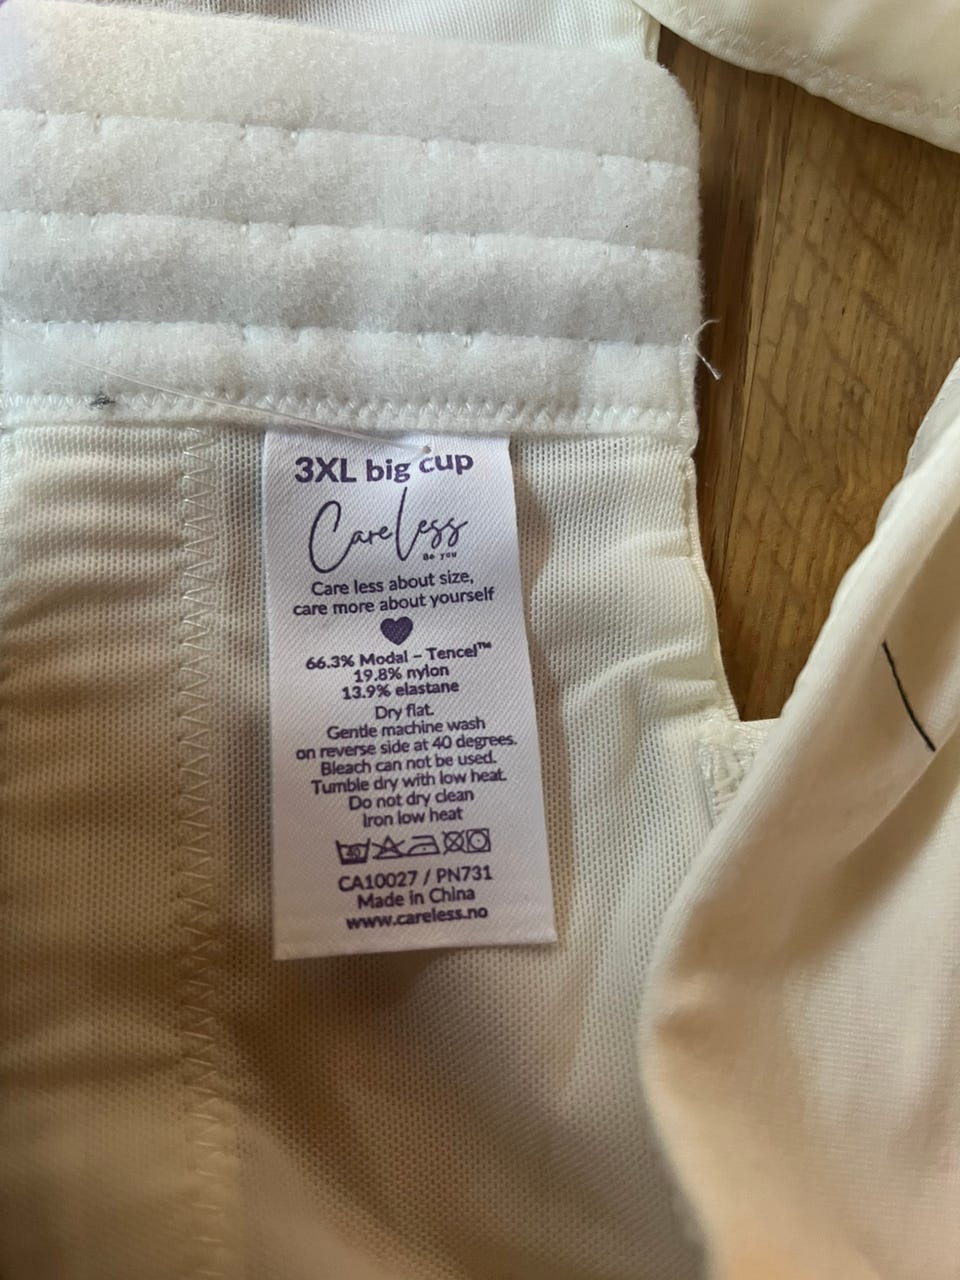 3XL big cup
CareLess
Be you
Care less about size,
care more about yourself
66.3% Modal – Tencel™
19.8% nylon
13.9% elastane
Dry flat.
Gentle machine wash
on reverse side at 40 degrees.
Bleach can not be used.
Tumble dry with low heat.
Do not dry clean
Iron low heat
40
CA10027 / PN731
Made in China
www.careless.no